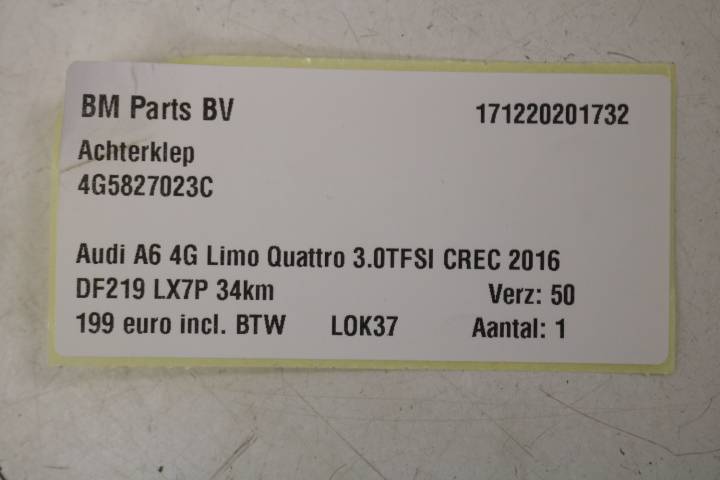 BM Parts BV 171220201732
Achterklep
4G5827023C
Audi A6 4G Limo Quattro 3.0TFSI CREC 2016
DF219 LX7P 34km Verz: 50
199 euro incl. BTW LOK37 Aantal: 1